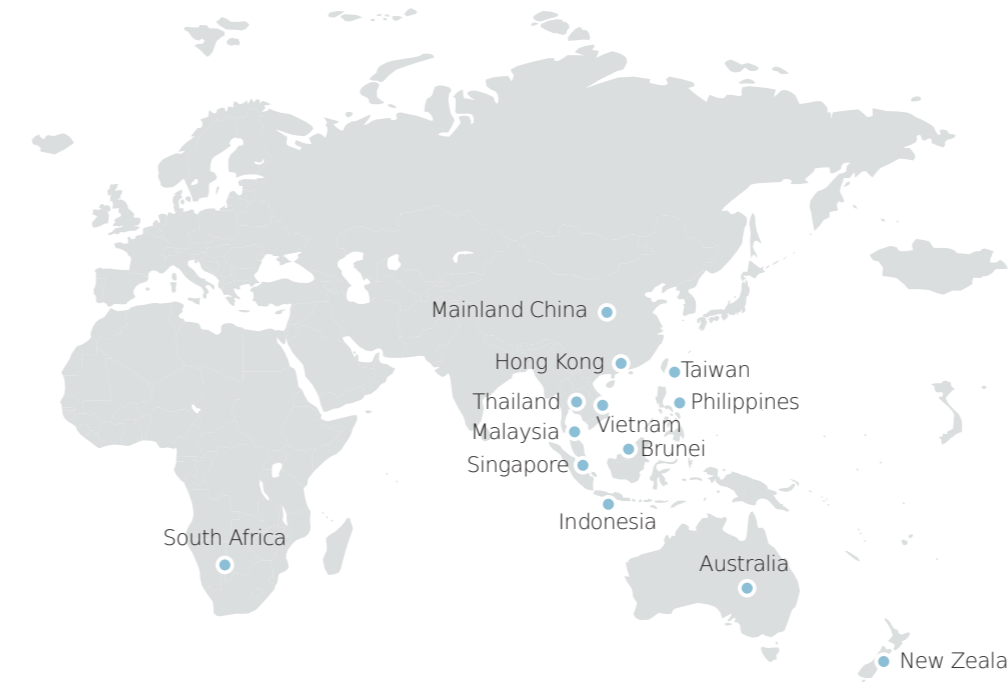 Mainland China
Hong Kong
Taiwan
Thailand
Philippines
Vietnam
Malaysia
Brunei
Singapore
Indonesia
South Africa
Australia
New Zeala